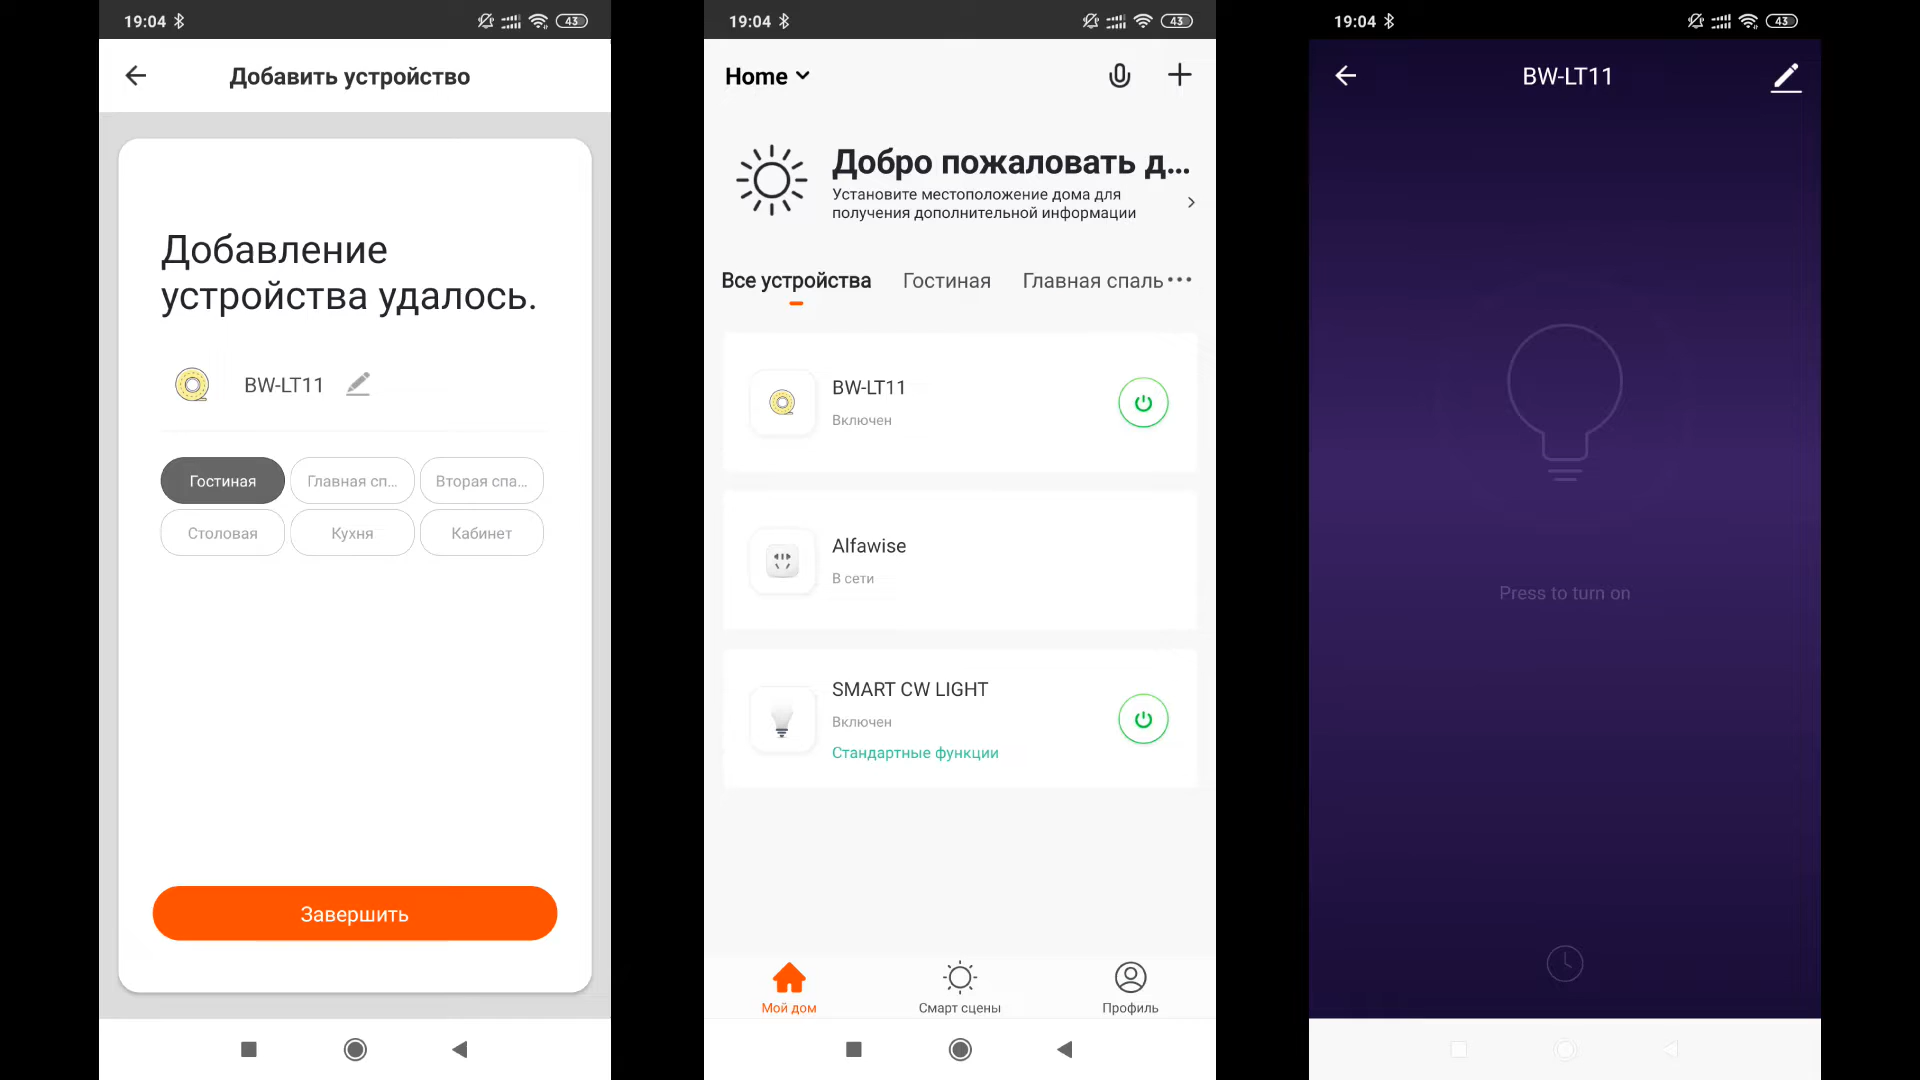 19:04
43
Добавить устройство
Добавление
устройства удалось.
BW-LT11
Гостиная
Главная сп...
Вторая спа...
Столовая
Кухня
Кабинет
Завершить
19:04
43
Home
Добро пожаловать д...
Установите местоположение дома для
получения дополнительной информации
Все устройства
Гостиная
Главная спаль
BW-LT11
Включен
Alfawise
В сети
SMART CW LIGHT
Включен
Стандартные функции
Мой дом
Смарт сцены
Профиль
19:04
43
BW-LT11
Press to turn on